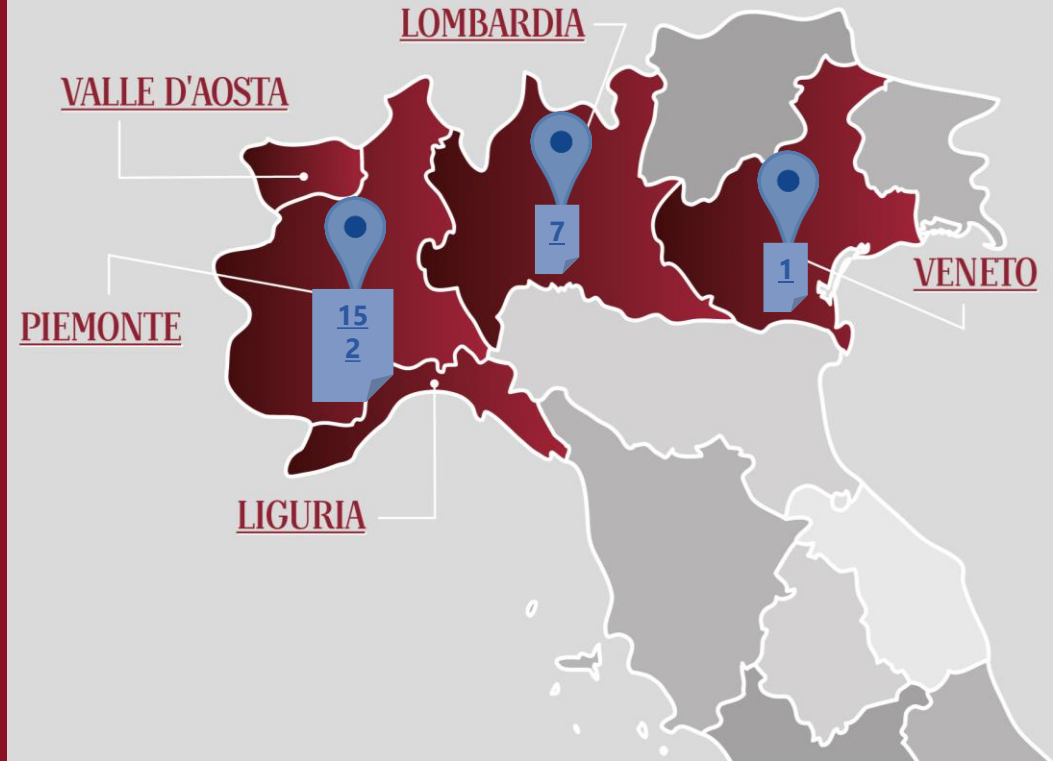 LOMBARDIA
VALLE D'AOSTA
7
1
VENETO
PIEMONTE
15
2
LIGURIA